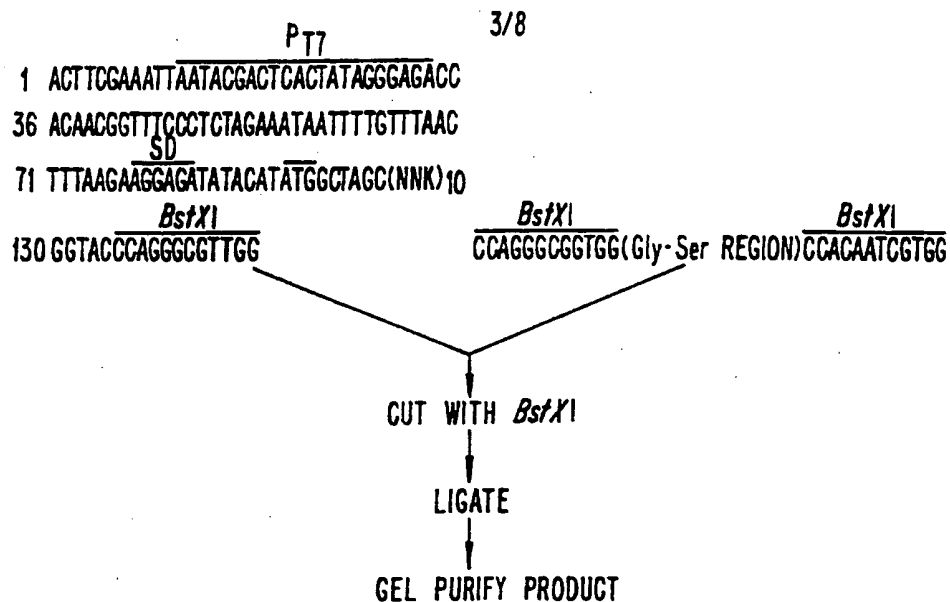 3/8
PT7
1 ACTTCGAAATTAATACGACTCACTATAGGGAGACC
36 ACAACGGTTTCCCTCTAGAAATAATTTTGTTTAAC
SD
71 TTTAAGAAGGAGATATACATATGGCTAGC(NNK)10
BstXI BstXI BstXI
130 GGTACCCAGGGCGTTGG CCAGGGCGGTGG(Gly-Ser REGION)CCACAATCGTGG
CUT WITH BstXI
LIGATE
GEL PURIFY PRODUCT